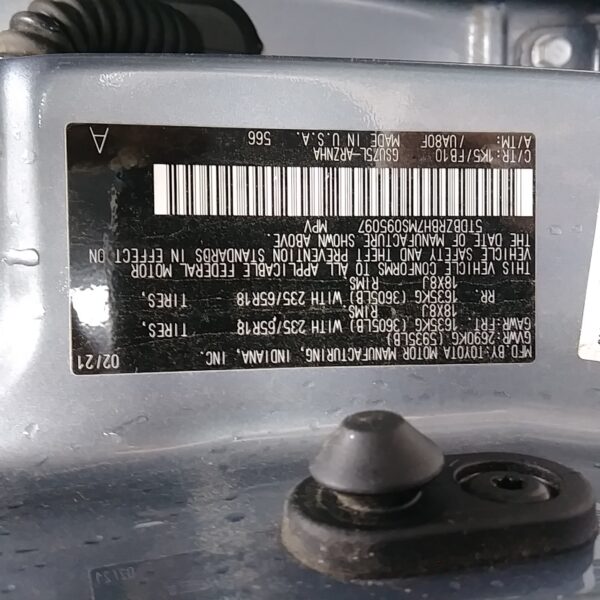 MFD BY:TOYOTA MOTOR MANUFACTURING, INDIANA, INC. 02/21
GVWR:2690KG (5935LB)
GAWR:FRT: 1635KG (3605LB) WITH 235/65R18 TIRES,
18X8J RIMS
RR 1635KG (3605LB) WITH 235/65R18 TIRES,
18X8J RIMS
THIS VEHICLE CONFORMS TO ALL APPLICABLE FEDERAL MOTOR
VEHICLE SAFETY AND THEFT PREVENTION STANDARDS IN EFFECT ON
THE DATE OF MANUFACTURE SHOWN ABOVE.
5TDBZRBH7MS095097 MPV
C/TR: 1K5/FB10 GSU75L-ARZNHA 566
A/TM: /UA80F MADE IN U.S.A. A
02/21